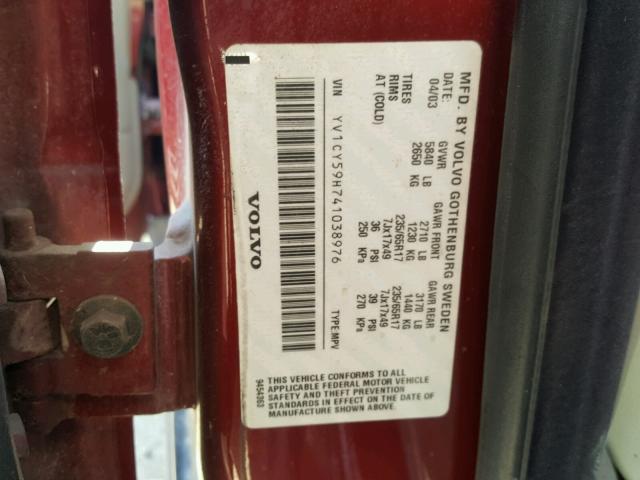 MFD. BY VOLVO GOTHENBURG SWEDEN
DATE: GVWR GAWR FRONT GAWR REAR
04/03 5840 LB 2710 LB 3170 LB
2650 KG 1230 KG 1440 KG
TIRES 235/65R17 235/65R17
RIMS 7Jx17x49 7Jx17x49
AT (COLD) 36 PSI 39 PSI
250 KPa 270 KPa
VIN YV1CY59H741038976 TYPE:MPV
VOLVO
THIS VEHICLE CONFORMS TO ALL
APPLICABLE FEDERAL MOTOR VEHICLE
SAFETY AND THEFT PREVENTION
STANDARDS IN EFFECT ON THE DATE OF
MANUFACTURE SHOWN ABOVE.
9454363